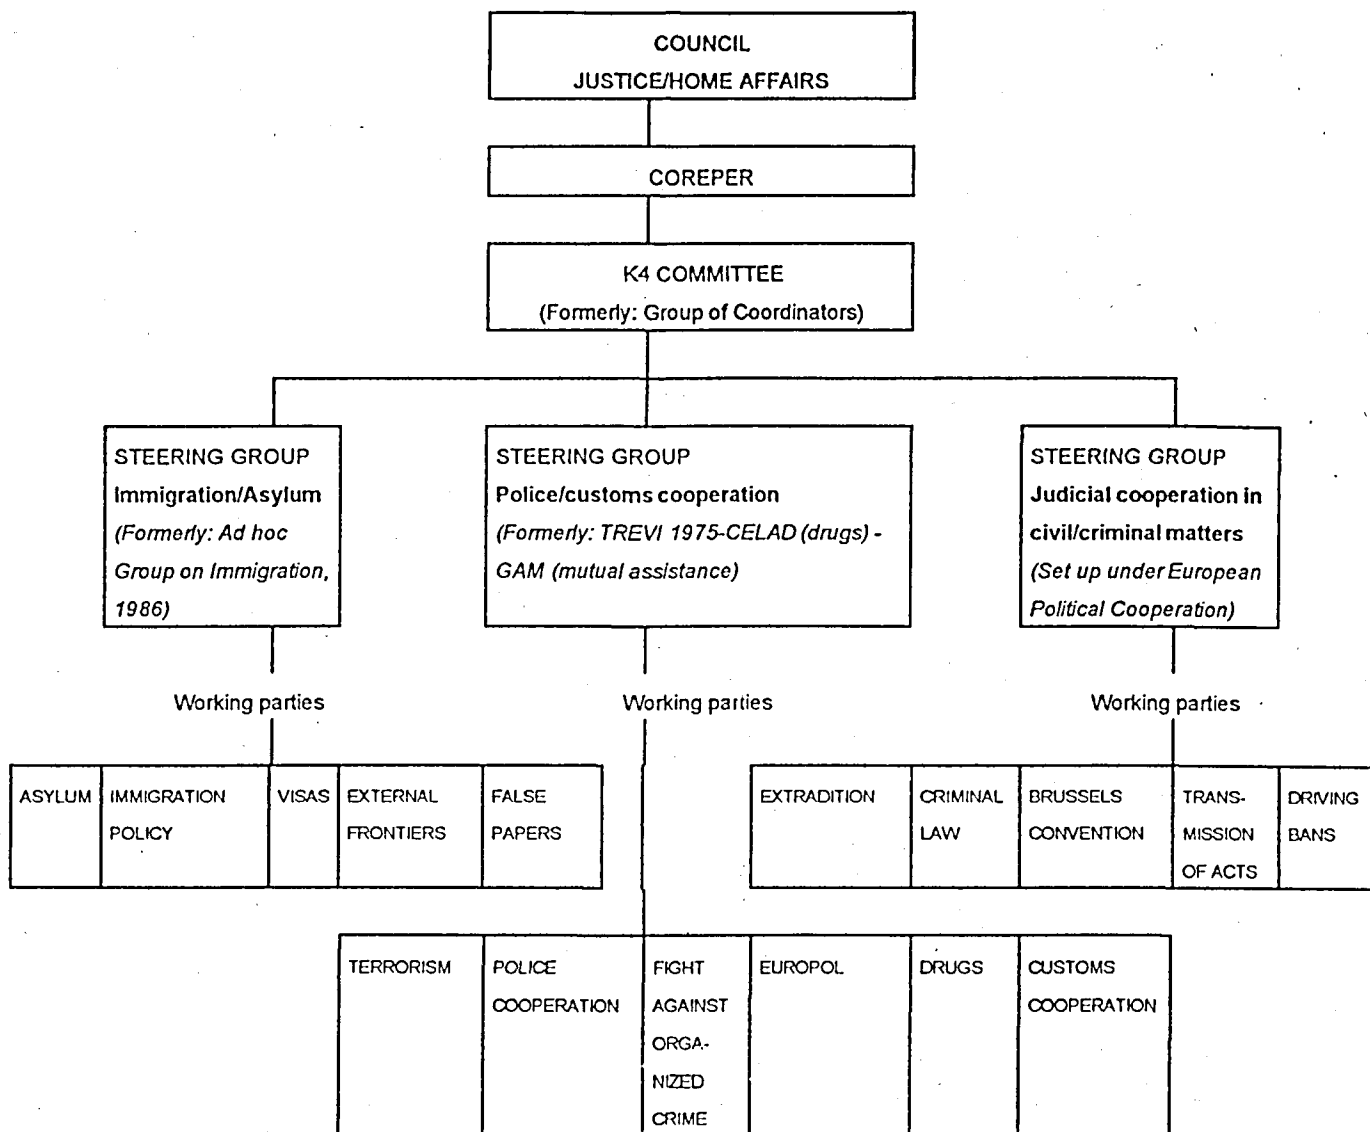 COUNCIL
JUSTICE/HOME AFFAIRS
COREPER
K4 COMMITTEE
(Formerly: Group of Coordinators)
STEERING GROUP
Immigration/Asylum
(Formerly: Ad hoc
Group on Immigration,
1986)
STEERING GROUP
Police/customs cooperation
(Formerly: TREVI 1975-CELAD (drugs) -
GAM (mutual assistance)
STEERING GROUP
Judicial cooperation in
civil/criminal matters
(Set up under European
Political Cooperation)
Working parties
Working parties
Working parties
ASYLUM
IMMIGRATION
POLICY
VISAS
EXTERNAL
FRONTIERS
FALSE
PAPERS
EXTRADITION
CRIMINAL
LAW
BRUSSELS
CONVENTION
TRANS-
MISSION
OF ACTS
DRIVING
BANS
TERRORISM
POLICE
COOPERATION
FIGHT
AGAINST
ORGA-
NIZED
CRIME
EUROPOL
DRUGS
CUSTOMS
COOPERATION